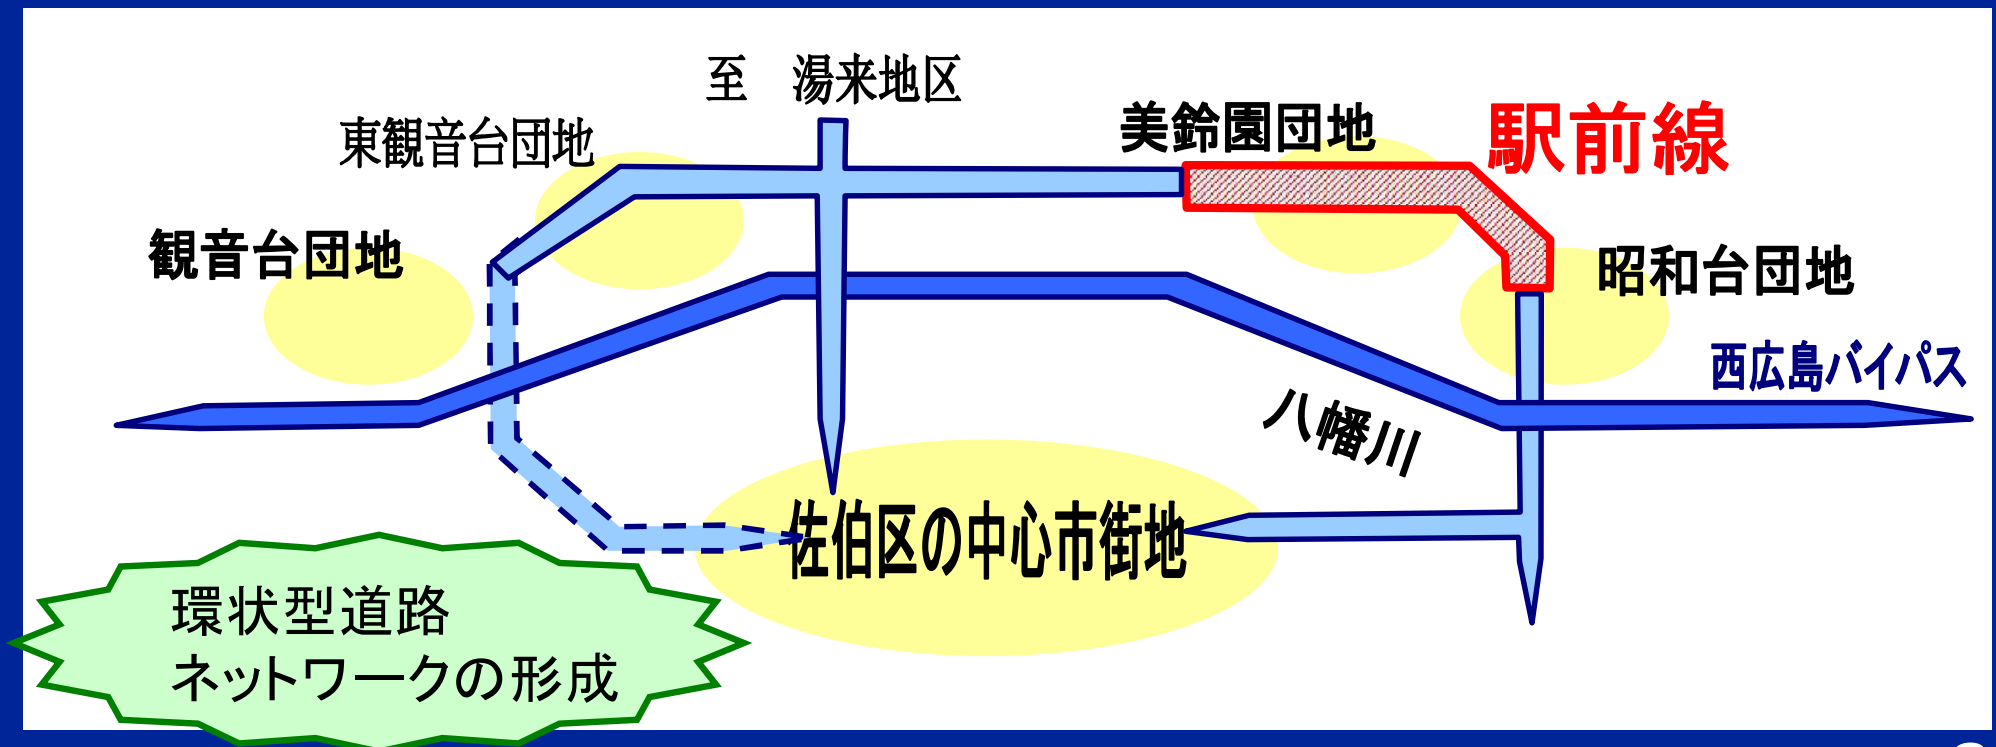 至　湯来地区
東観音台団地
美鈴園団地
駅前線
観音台団地
昭和台団地
西広島バイパス
八幡川
佐伯区の中心市街地
環状型道路
ネットワークの形成